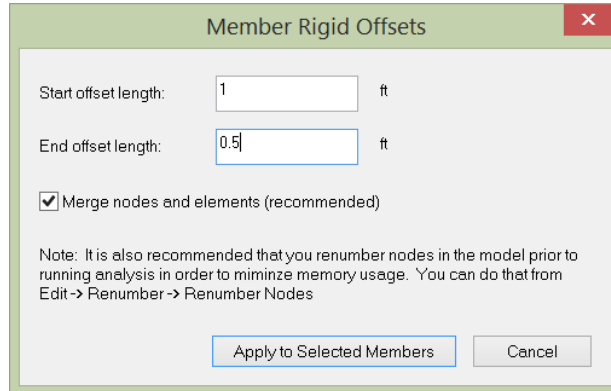 Member Rigid Offsets
x
Start offset length: 1 ft
End offset length: 0.5 ft
Merge nodes and elements (recommended)
Note: It is also recommended that you renumber nodes in the model prior to
running analysis in order to miminze memory usage. You can do that from
Edit -> Renumber -> Renumber Nodes
Apply to Selected Members Cancel